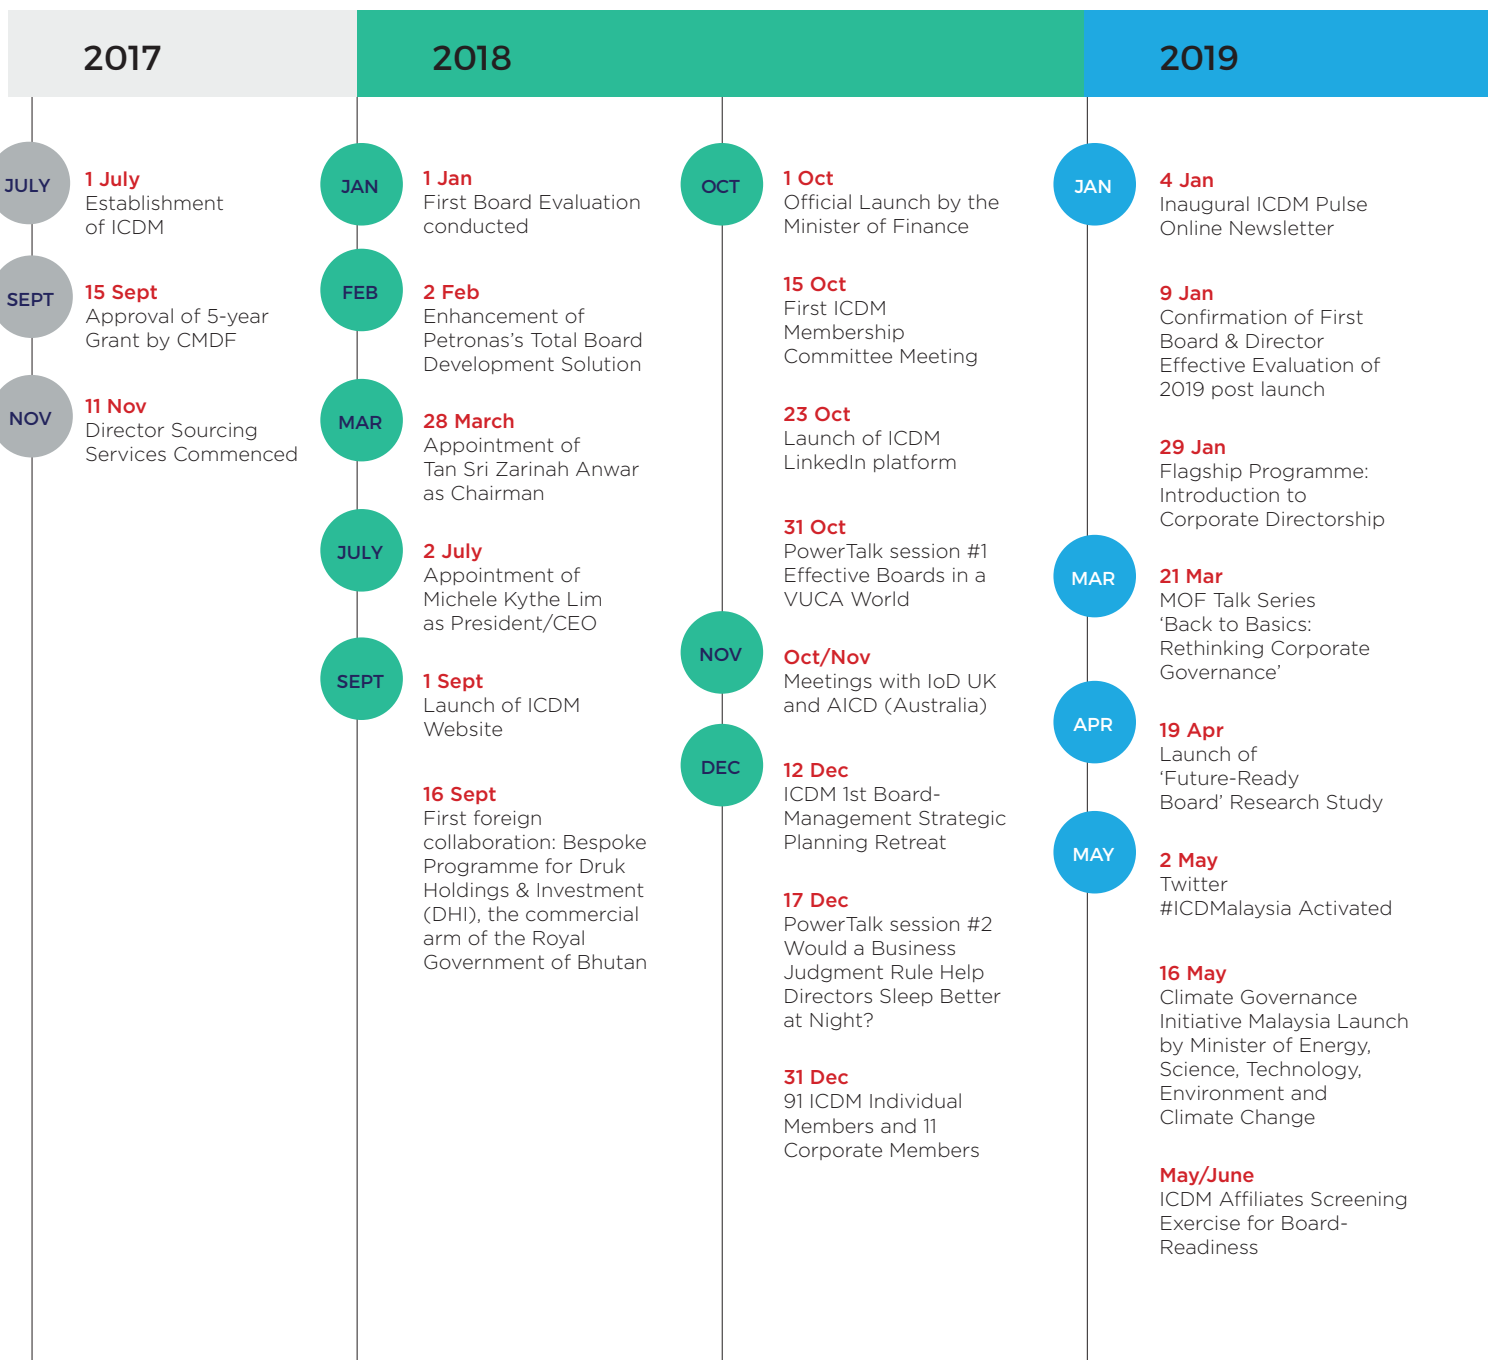 2017
JULY
1 July
Establishment
of ICDM
SEPT
15 Sept
Approval of 5-year
Grant by CMDF
NOV
11 Nov
Director Sourcing
Services Commenced
2018
JAN
1 Jan
First Board Evaluation
conducted
FEB
2 Feb
Enhancement of
Petronas’s Total Board
Development Solution
MAR
28 March
Appointment of
Tan Sri Zarinah Anwar
as Chairman
JULY
2 July
Appointment of
Michele Kythe Lim
as President/CEO
SEPT
1 Sept
Launch of ICDM
Website
16 Sept
First foreign
collaboration: Bespoke
Programme for Druk
Holdings & Investment
(DHI), the commercial
arm of the Royal
Government of Bhutan
OCT
1 Oct
Official Launch by the
Minister of Finance
15 Oct
First ICDM
Membership
Committee Meeting
23 Oct
Launch of ICDM
LinkedIn platform
31 Oct
PowerTalk session #1
Effective Boards in a
VUCA World
NOV
Oct/Nov
Meetings with IoD UK
and AICD (Australia)
DEC
12 Dec
ICDM 1st Board-
Management Strategic
Planning Retreat
17 Dec
PowerTalk session #2
Would a Business
Judgment Rule Help
Directors Sleep Better
at Night?
31 Dec
91 ICDM Individual
Members and 11
Corporate Members
2019
JAN
4 Jan
Inaugural ICDM Pulse
Online Newsletter
9 Jan
Confirmation of First
Board & Director
Effective Evaluation of
2019 post launch
29 Jan
Flagship Programme:
Introduction to
Corporate Directorship
MAR
21 Mar
MOF Talk Series
‘Back to Basics:
Rethinking Corporate
Governance’
APR
19 Apr
Launch of
‘Future-Ready
Board’ Research Study
MAY
2 May
Twitter
#ICDMalaysia Activated
16 May
Climate Governance
Initiative Malaysia Launch
by Minister of Energy,
Science, Technology,
Environment and
Climate Change
May/June
ICDM Affiliates Screening
Exercise for Board-
Readiness